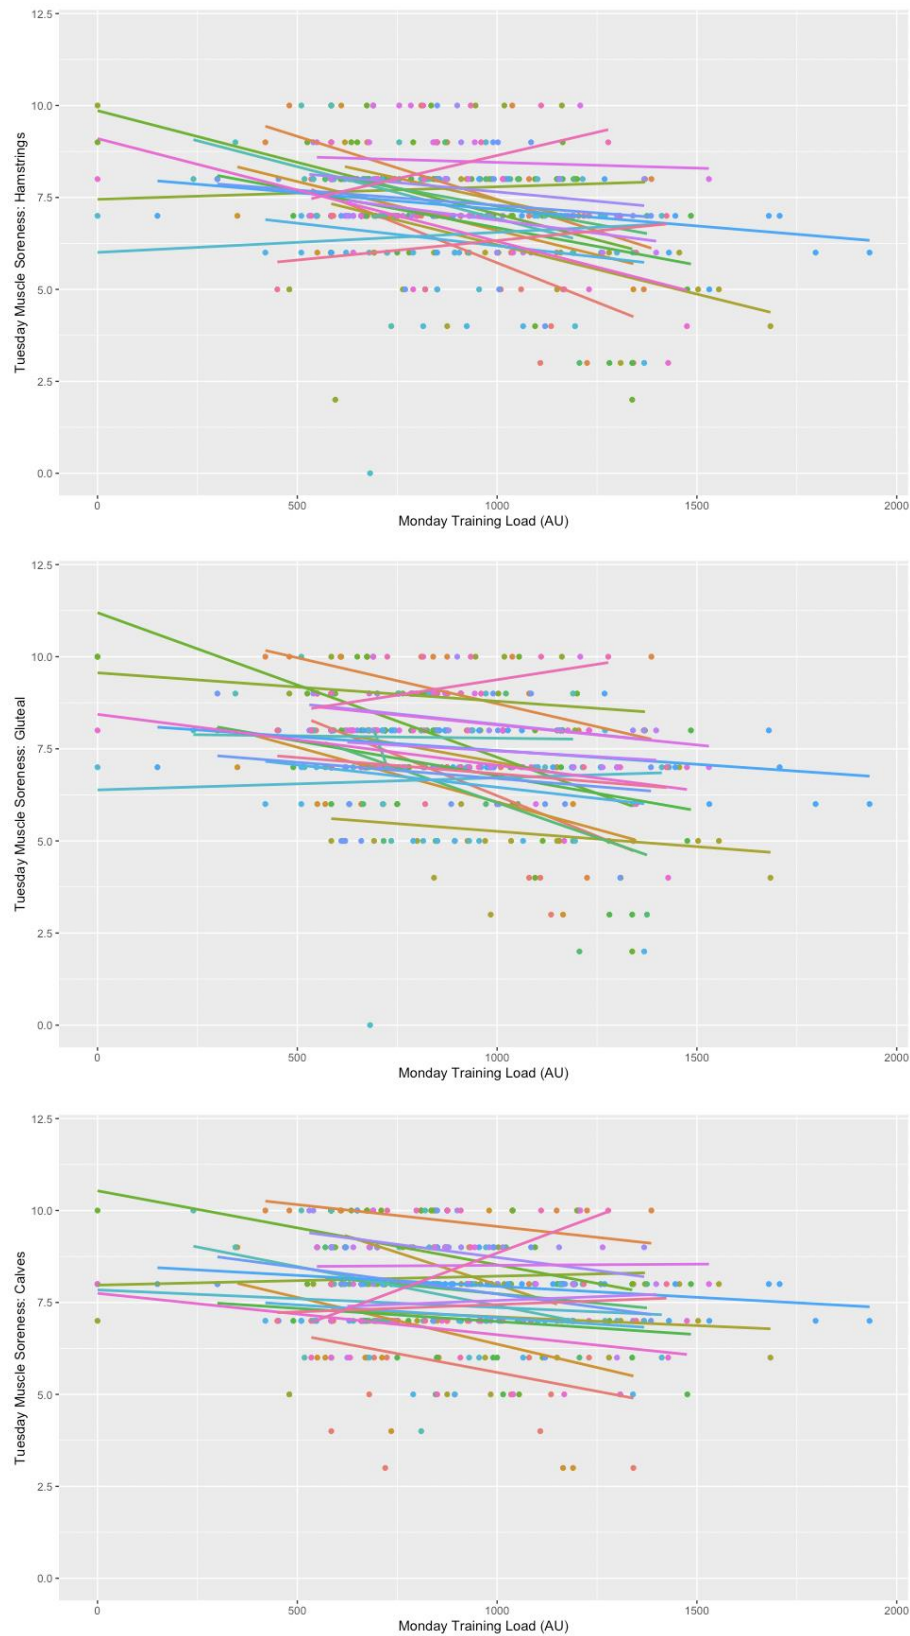 12.5
10.0
7.5
5.0
2.5
0.0
Tuesday Muscle Soreness: Hamstrings
0 500 1000 1500 2000
Monday Training Load (AU)
12.5
10.0
7.5
5.0
2.5
0.0
Tuesday Muscle Soreness: Gluteal
0 500 1000 1500 2000
Monday Training Load (AU)
12.5
10.0
7.5
5.0
2.5
0.0
Tuesday Muscle Soreness: Calves
0 500 1000 1500 2000
Monday Training Load (AU)